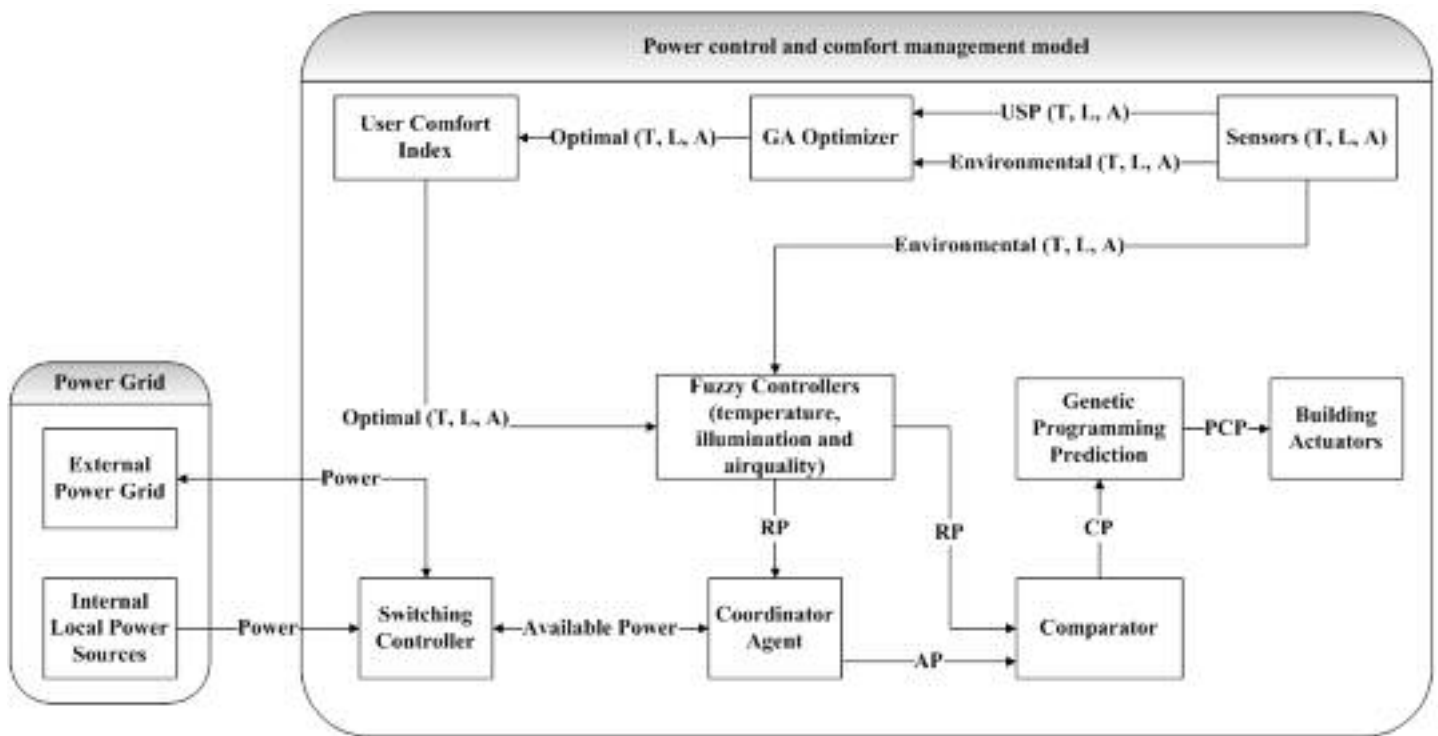 Power control and comfort management model
User Comfort
Index
Optimal (T, L, A)
GA Optimizer
USP (T, L, A)
Environmental (T, L, A)
Sensors (T, L, A)
Environmental (T, L, A)
Power Grid
Optimal (T, L, A)
Fuzzy Controllers
(temperature,
illumination and
airquality)
Genetic
Programming
Prediction
PCP
Building
Actuators
External
Power Grid
Power
RP
RP
CP
Internal
Local Power
Sources
Power
Switching
Controller
Available Power
Coordinator
Agent
AP
Comparator